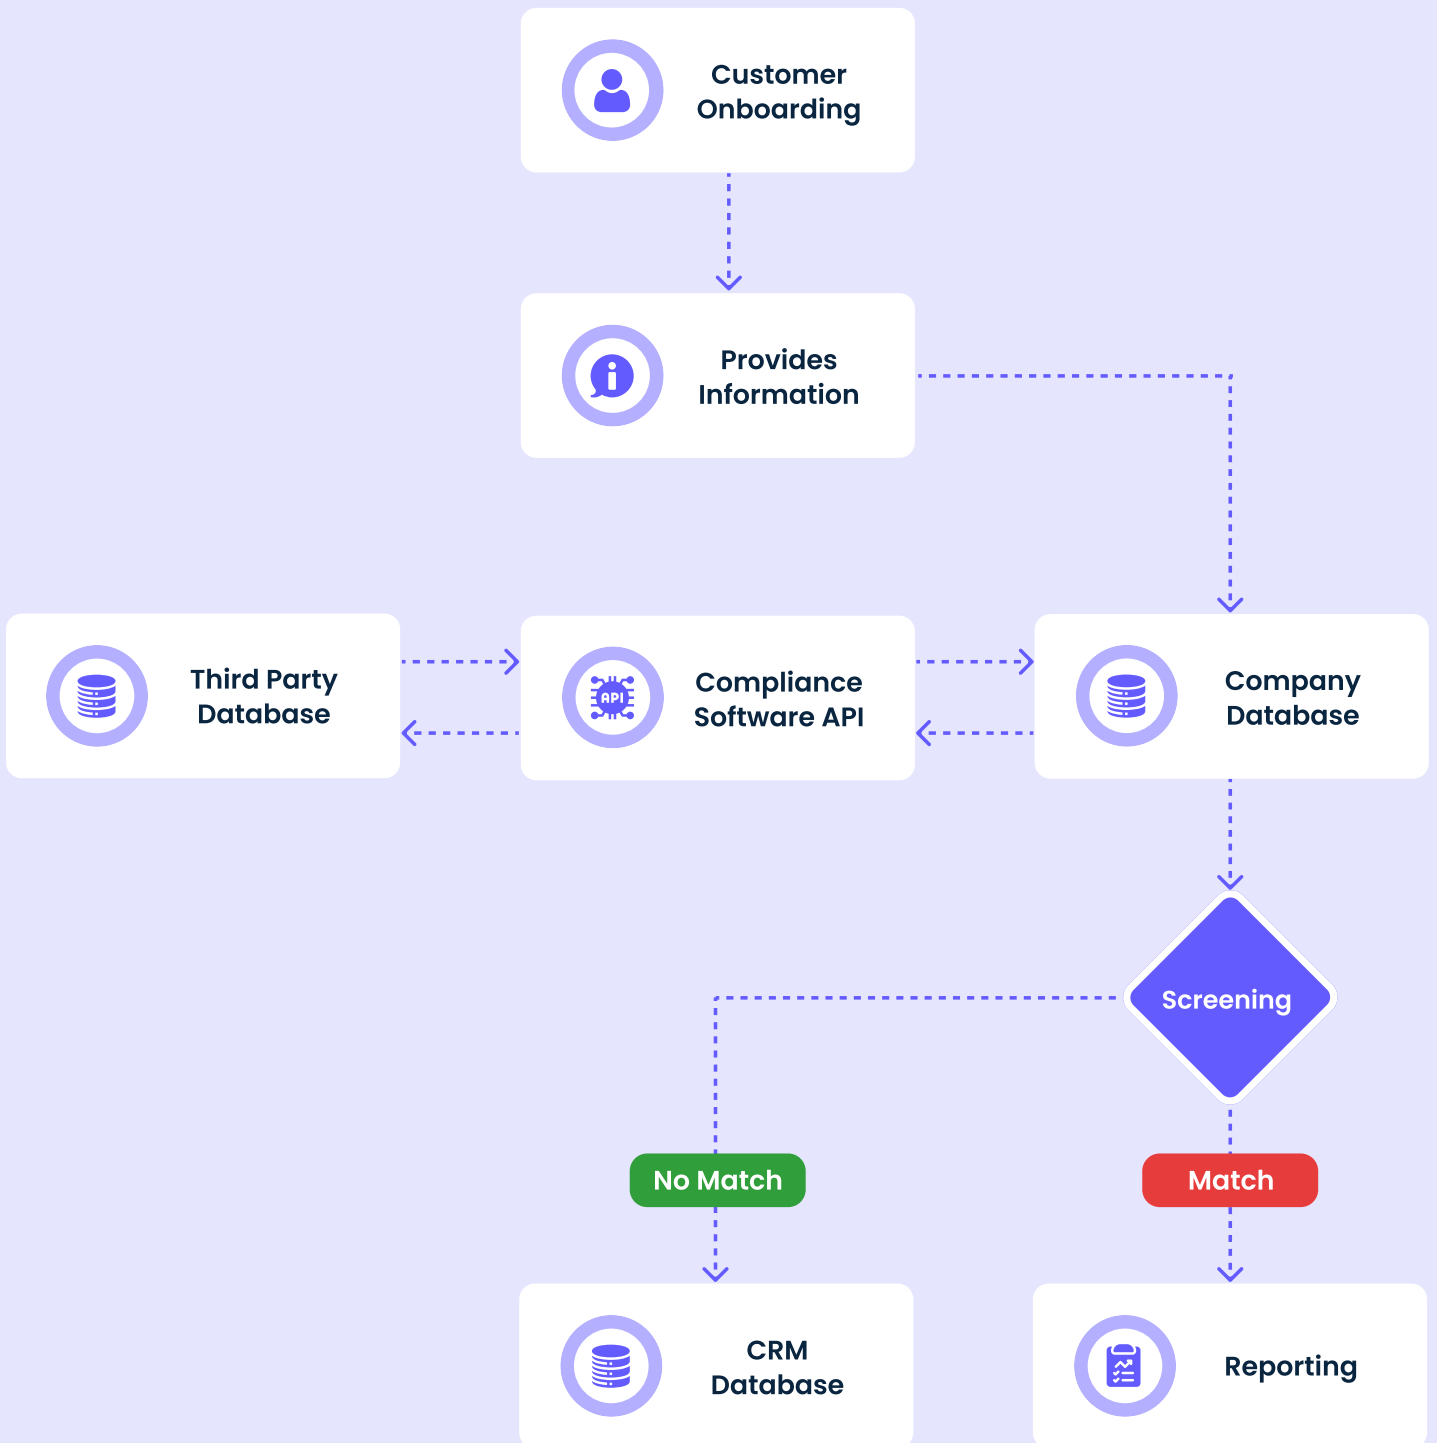 Customer
Onboarding
Provides
Information
Third Party
Database
API
Compliance
Software API
Company
Database
Screening
No Match
Match
CRM
Database
Reporting